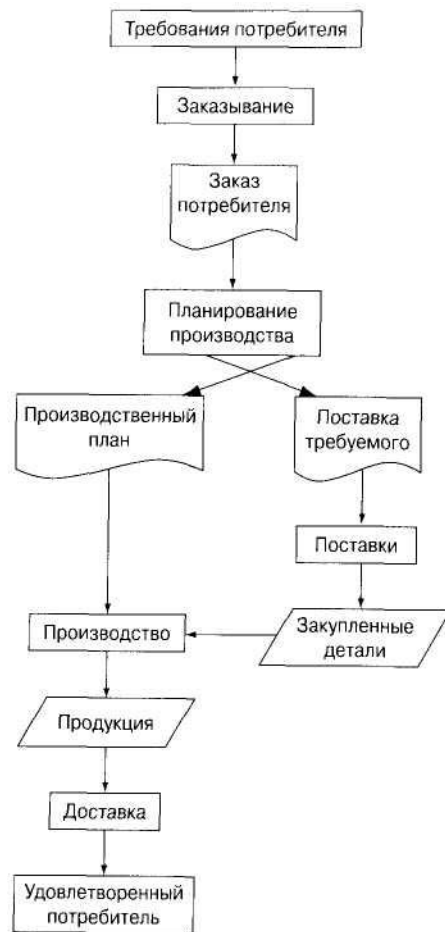 Требования потребителя
Заказывание
Заказ
потребителя
Планирование
производства
Производственный
план
Поставка
требуемого
Поставки
Закупленные
детали
Производство
Продукция
Доставка
Удовлетворенный
потребитель